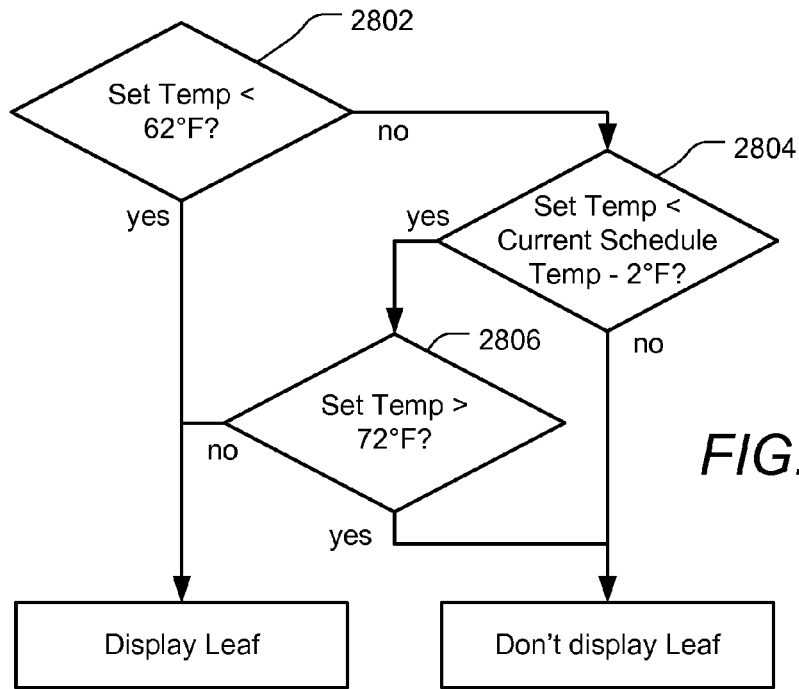 2802
Set Temp <
62°F?
no
yes
2804
Set Temp <
Current Schedule
Temp - 2°F?
yes
no
2806
Set Temp >
72°F?
no
yes
FIG.
Display Leaf
Don't display Leaf